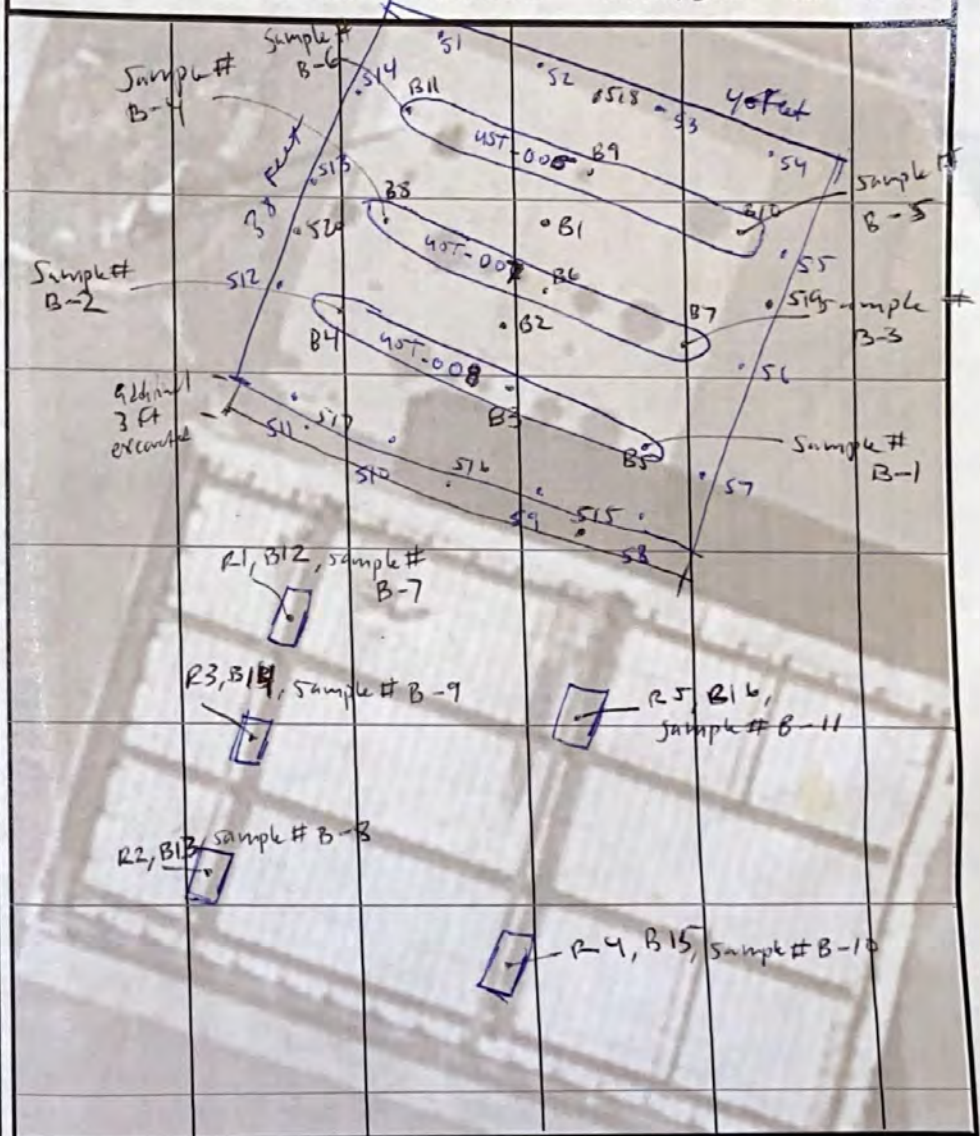 Sample #
B-6
S1
Sample #
B-4
S14
B11
S2
S18
S3
40 Feet
S4
UST-006
B9
38 Feet
S13
B8
B10
Sample #
B-5
S20
B1
S5
UST-007
Sample #
B-2
S12
B6
S19
Sample
B-3
B7
B2
B4
UST-008
S6
additional
3 Ft
S11
S17
B3
B5
Sample #
B-1
S10
S16
S7
S9
S15
S8
R1, B12, Sample #
B-7
R3, B14, Sample # B-9
R5, B16,
Sample # B-11
R2, B13, Sample # B-8
R-4, B15, Sample # B-10